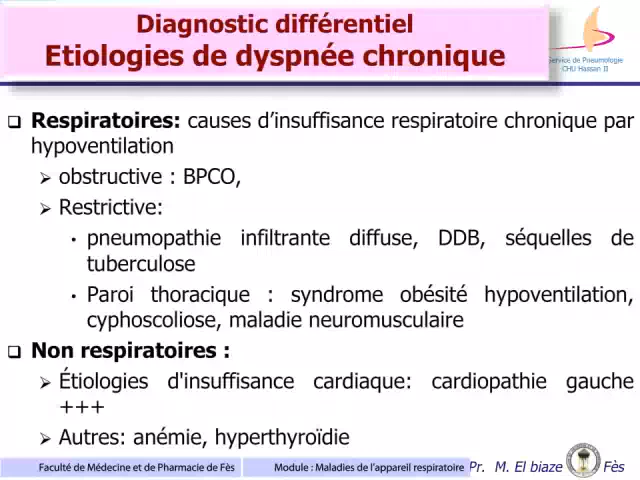 Diagnostic différentiel
Etiologies de dyspnée chronique
Service de Pneumologie
CHU Hassan II
Respiratoires: causes d’insuffisance respiratoire chronique par
hypoventilation
obstructive : BPCO,
Restrictive:
pneumopathie infiltrante diffuse, DDB, séquelles de
tuberculose
Paroi thoracique : syndrome obésité hypoventilation,
cyphoscoliose, maladie neuromusculaire
Non respiratoires :
Étiologies d'insuffisance cardiaque: cardiopathie gauche
+++
Autres: anémie, hyperthyroïdie
Faculté de Médecine et de Pharmacie de Fès Module : Maladies de l’appareil respiratoire Pr. M. El biaze Fès